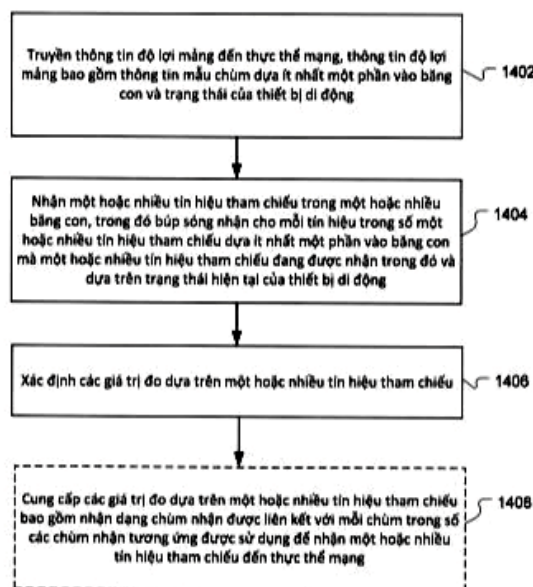 Truyền thông tin độ lợi mảng đến thực thể mạng, thông tin độ lợi
mảng bao gồm thông tin mẫu chùm dựa ít nhất một phần vào băng
con và trạng thái của thiết bị di động
1402
Nhận một hoặc nhiều tín hiệu tham chiếu trong một hoặc nhiều
băng con, trong đó búp sóng nhận cho mỗi tín hiệu trong số một
hoặc nhiều tín hiệu tham chiếu dựa ít nhất một phần vào băng con
mà một hoặc nhiều tín hiệu tham chiếu đang được nhận trong đó và
dựa trên trạng thái hiện tại của thiết bị di động
1404
Xác định các giá trị đo dựa trên một hoặc nhiều tín hiệu tham chiếu
1406
Cung cấp các giá trị đo dựa trên một hoặc nhiều tín hiệu tham chiếu
bao gồm nhận dạng chùm nhận được liên kết với mỗi chùm trong số
các chùm nhận tương ứng được sử dụng để nhận một hoặc nhiều
tín hiệu tham chiếu đến thực thể mạng
1408